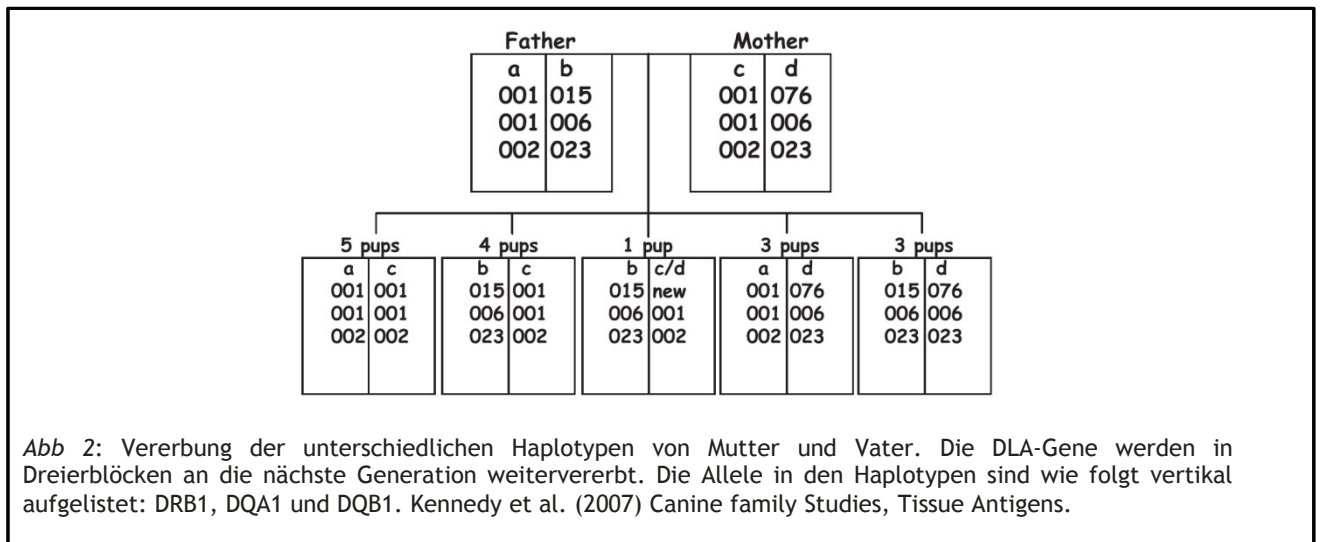 Father Mother
a b c d
001 015 001 076
001 006 001 006
002 023 002 023
5 pups 4 pups 1 pup 3 pups 3 pups
a c b c b c/d a d b d
001 001 015 001 015 new 001 076 015 076
001 001 006 001 006 001 001 006 006 006
002 002 023 002 023 002 002 023 023 023
Abb 2: Vererbung der unterschiedlichen Haplotypen von Mutter und Vater. Die DLA-Gene werden in
Dreierblöcken an die nächste Generation weitervererbt. Die Allele in den Haplotypen sind wie folgt vertikal
aufgelistet: DRB1, DQA1 und DQB1. Kennedy et al. (2007) Canine family Studies, Tissue Antigens.